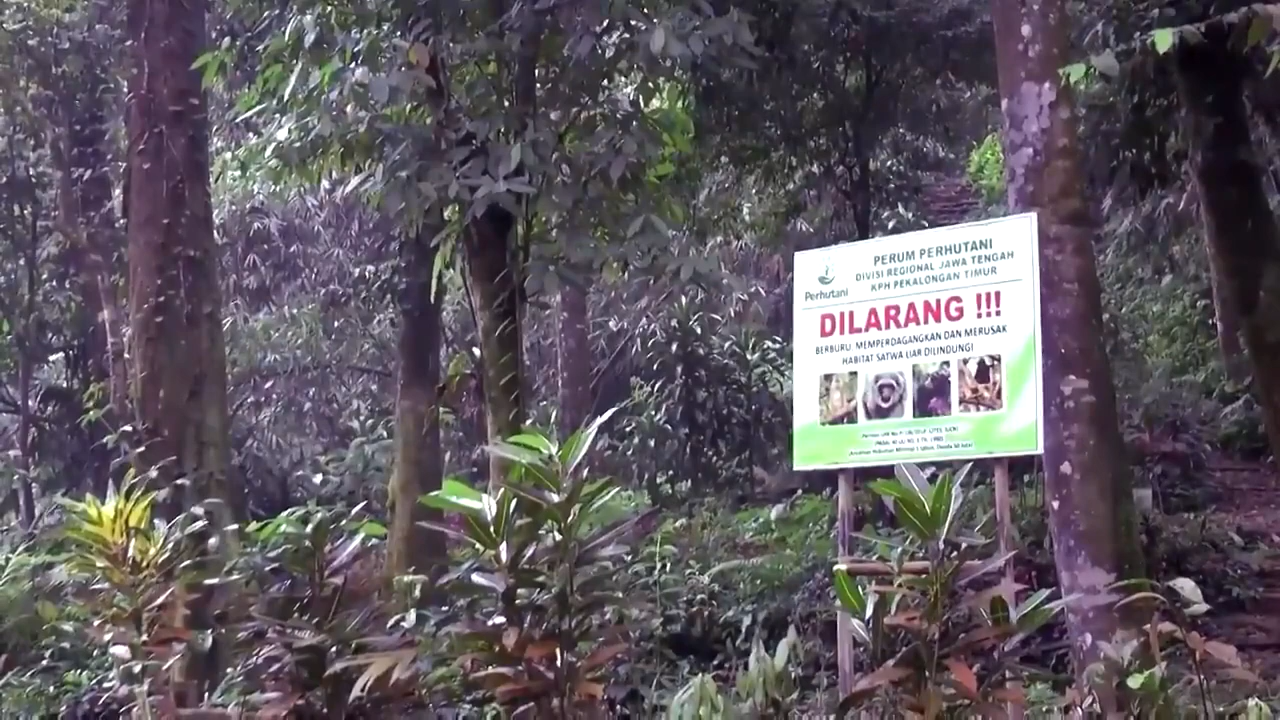 Perhutani
PERUM PERHUTANI
DIVISI REGIONAL JAWA TENGAH
KPH PEKALONGAN TIMUR
DILARANG !!!
BERBURU, MEMPERDAGANGKAN DAN MERUSAK
HABITAT SATWA LIAR DILINDUNGI